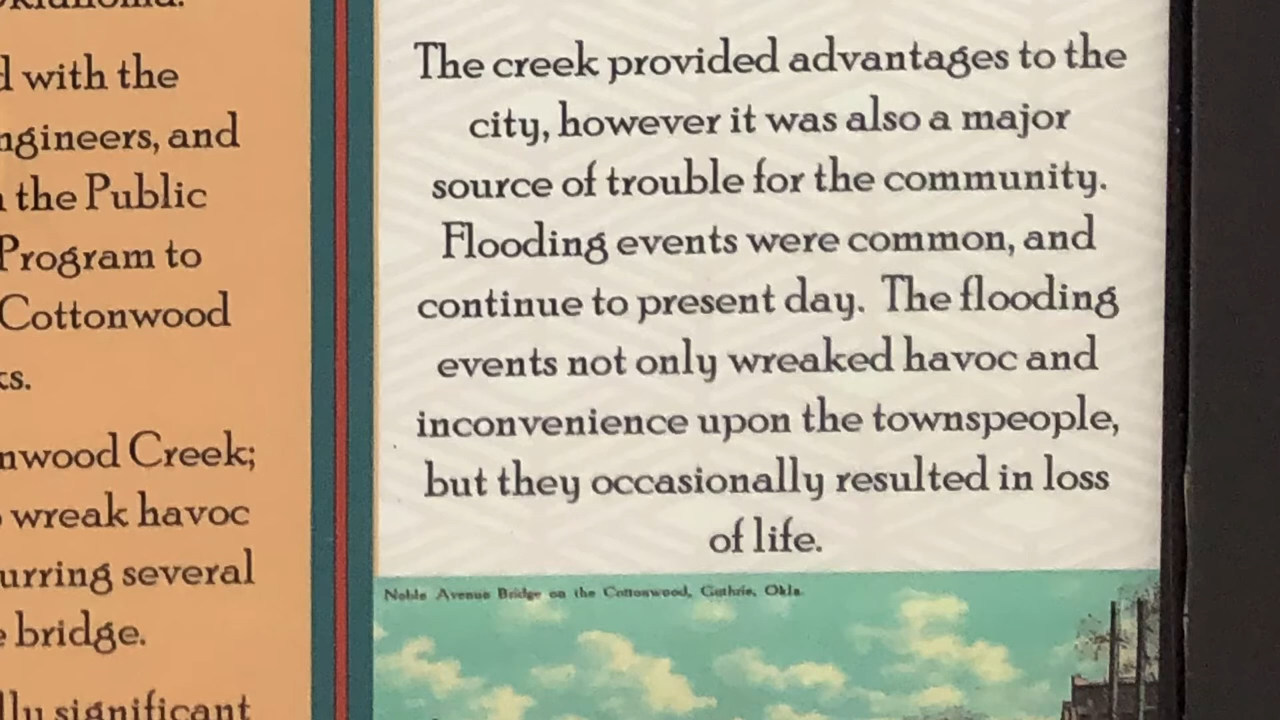 with the
and
the Public
Program to
Cottonwood
Creek;
wreak havoc
several
bridge.
significant
The creek provided advantages to the
city, however it was also a major
source of trouble for the community.
Flooding events were common, and
continue to present day. The flooding
events not only wreaked havoc and
inconvenience upon the townspeople,
but they occasionally resulted in loss
of life.
Noble Avenue Bridge on the Cottonwood, Guthrie, Okla.